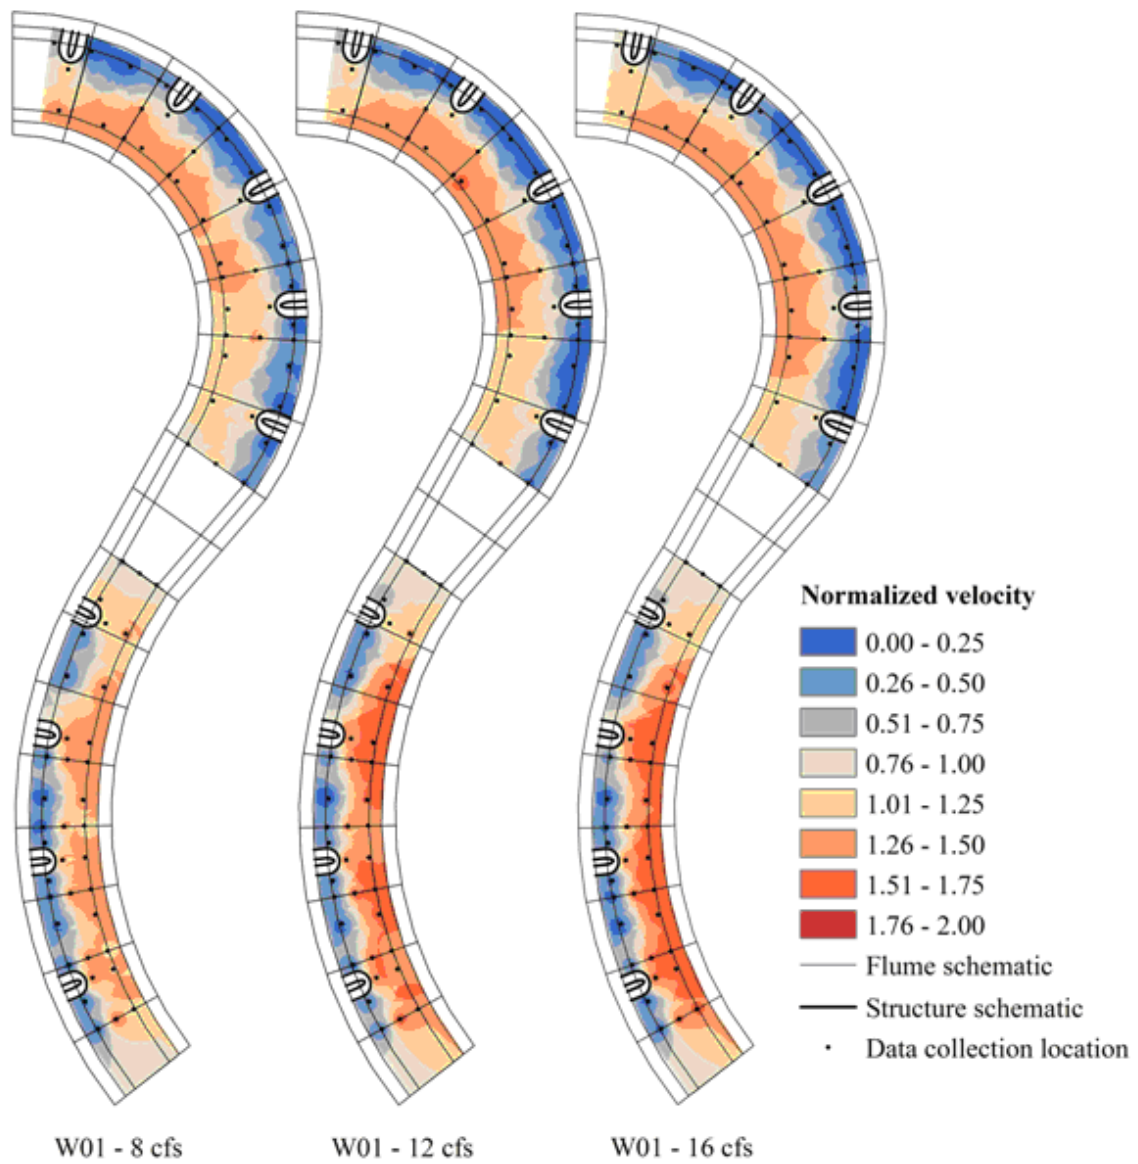 Normalized velocity
0.00 - 0.25
0.26 - 0.50
0.51 - 0.75
0.76 - 1.00
1.01 - 1.25
1.26 - 1.50
1.51 - 1.75
1.76 - 2.00
Flume schematic
Structure schematic
Data collection location
W01 - 8 cfs
W01 - 12 cfs
W01 - 16 cfs